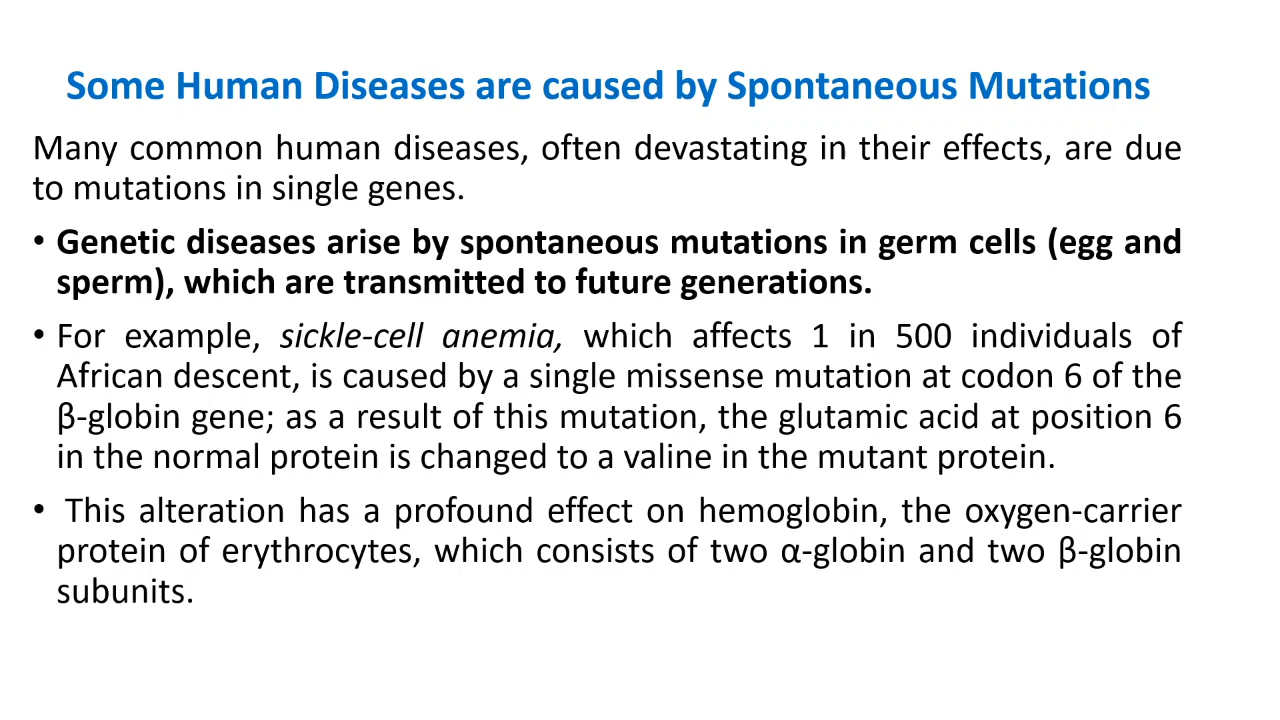 Some Human Diseases are caused by Spontaneous Mutations
Many common human diseases, often devastating in their effects, are due
to mutations in single genes.
• Genetic diseases arise by spontaneous mutations in germ cells (egg and
sperm), which are transmitted to future generations.
• For example, sickle-cell anemia, which affects 1 in 500 individuals of
African descent, is caused by a single missense mutation at codon 6 of the
β-globin gene; as a result of this mutation, the glutamic acid at position 6
in the normal protein is changed to a valine in the mutant protein.
• This alteration has a profound effect on hemoglobin, the oxygen-carrier
protein of erythrocytes, which consists of two α-globin and two β-globin
subunits.